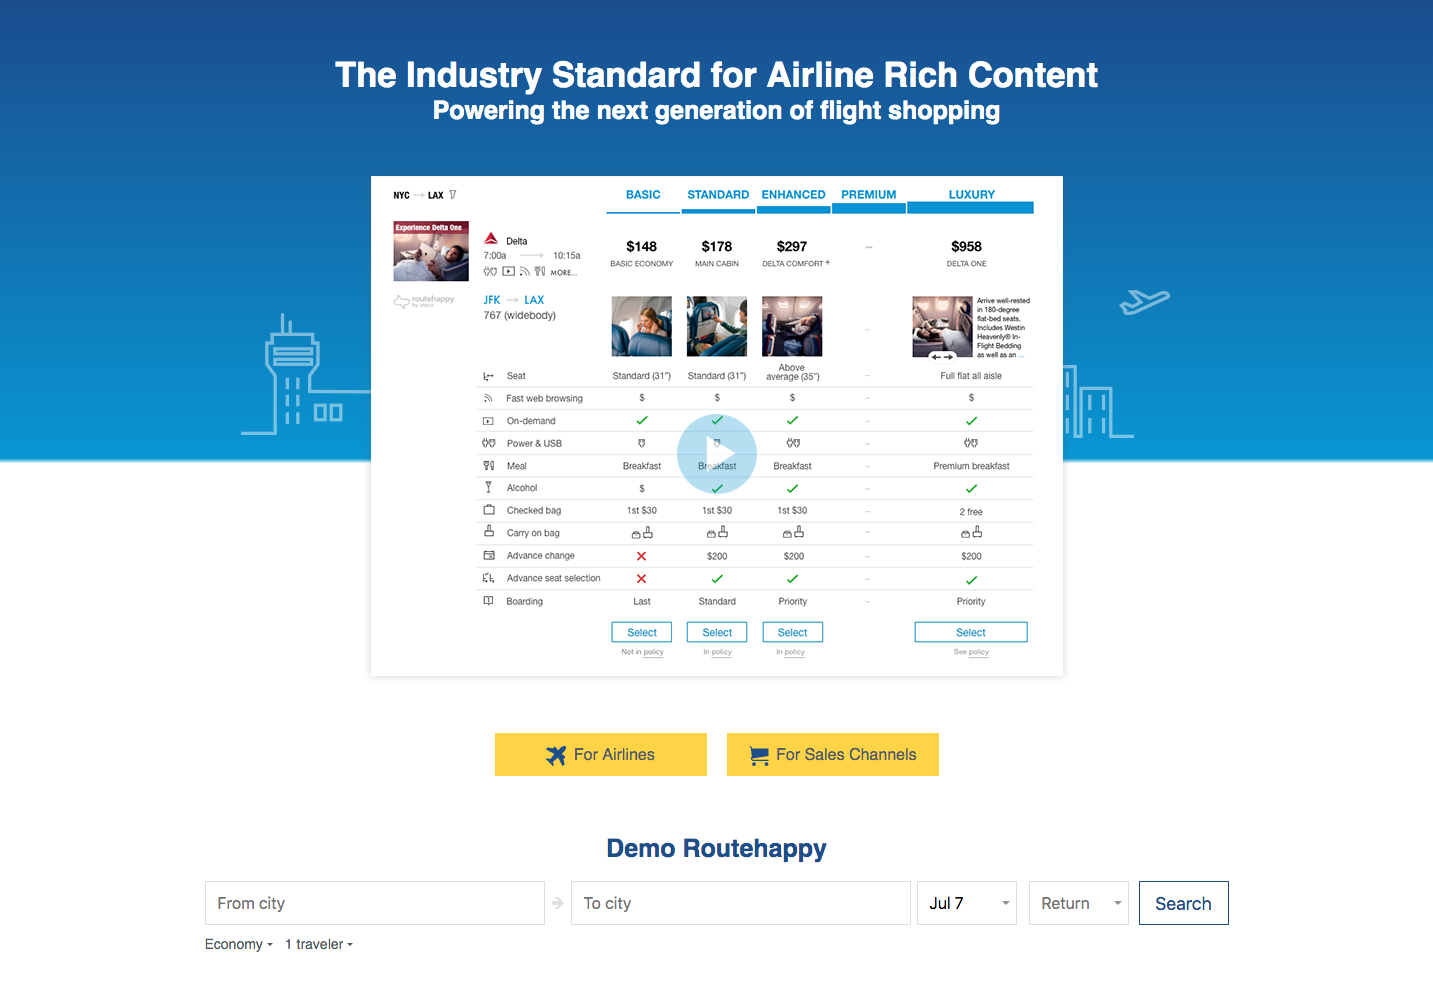 The Industry Standard for Airline Rich Content
Powering the next generation of flight shopping
NYC LAX BASIC STANDARD ENHANCED PREMIUM LUXURY
Experience Delta One
Delta
7:00a 10:15a
MORE...
$148 $178 $297 – $958
BASIC ECONOMY MAIN CABIN DELTA COMFORT+ DELTA ONE
routehappy
by atpco
JFK LAX
767 (widebody)
Arrive well-rested
in 180-degree
flat-bed seats.
Includes Westin
Heavenly® In-
Flight Bedding
as well as an ...
Seat Standard (31") Standard (31") Above average (35") – Full flat all aisle
Fast web browsing $ $ $ – $
On-demand –
Power & USB –
Meal Breakfast Breakfast Breakfast – Premium breakfast
Alcohol $ –
Checked bag 1st $30 1st $30 1st $30 – 2 free
Carry on bag –
Advance change $200 $200 – $200
Advance seat selection –
Boarding Last Standard Priority – Priority
Select Select Select Select
Not in policy In policy In policy See policy
For Airlines For Sales Channels
Demo Routehappy
From city To city Jul 7 Return Search
Economy 1 traveler